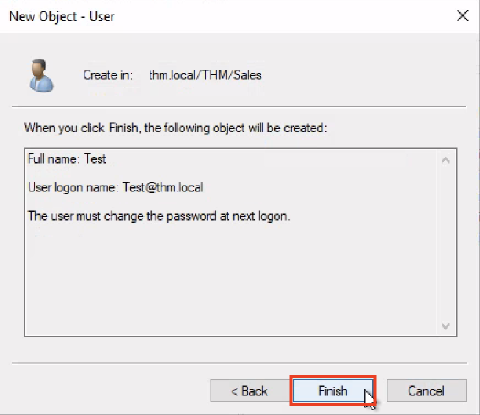 New Object - User
Create in: thm.local/THM/Sales
When you click Finish, the following object will be created:
Full name: Test
User logon name: Test@thm.local
The user must change the password at next logon.
< Back Finish Cancel